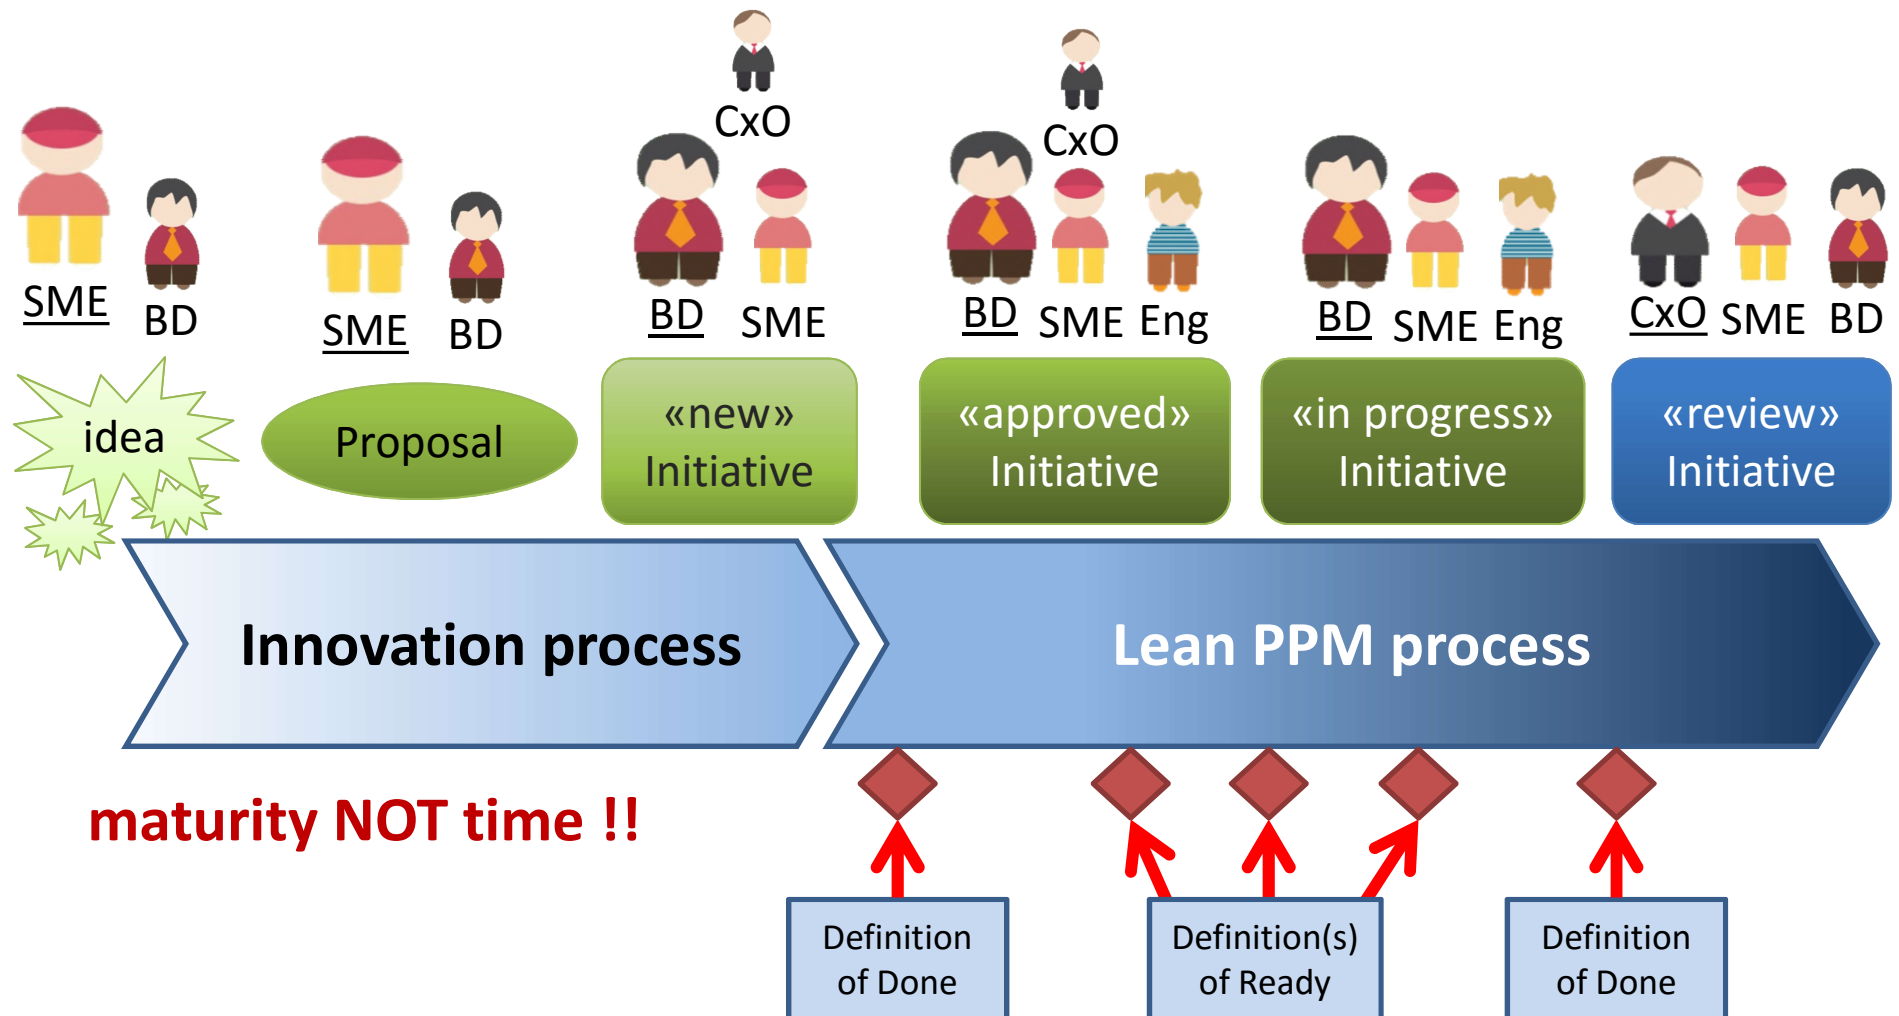 CxO
CxO
SME
BD
SME
BD
BD
SME
BD
SME
Eng
BD
SME
Eng
CxO
SME
BD
idea
Proposal
«new»
Initiative
«approved»
Initiative
«in progress»
Initiative
«review»
Initiative
Innovation process
Lean PPM process
maturity NOT time !!
Definition
of Done
Definition(s)
of Ready
Definition
of Done